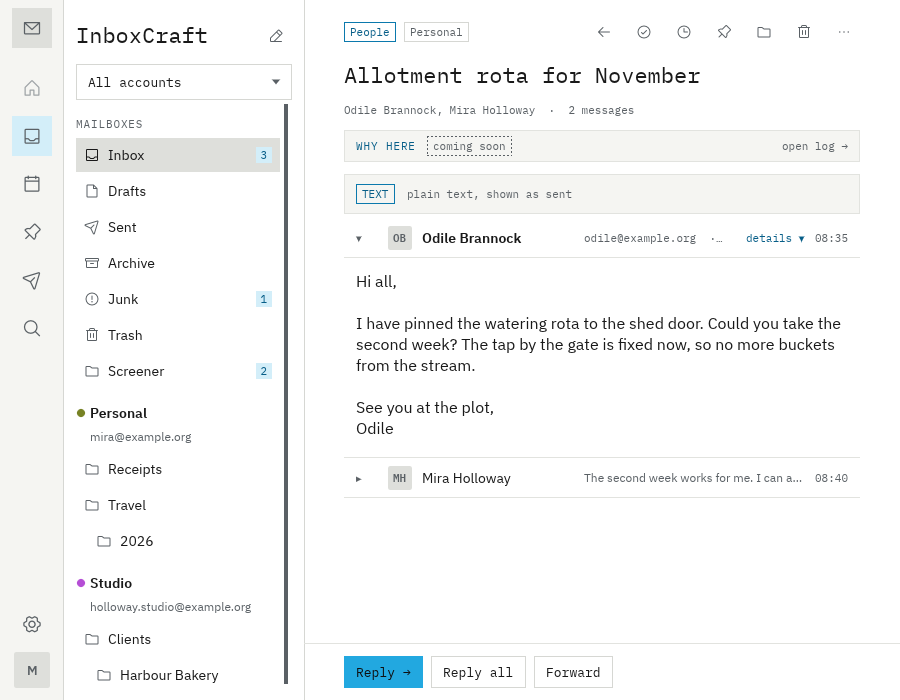 InboxCraft
All accounts
MAILBOXES
Inbox 3
Drafts
Sent
Archive
Junk 1
Trash
Screener 2
Personal
mira@example.org
Receipts
Travel
2026
Studio
holloway.studio@example.org
Clients
Harbour Bakery
M
People Personal
Allotment rota for November
Odile Brannock, Mira Holloway · 2 messages
WHY HERE coming soon open log →
TEXT plain text, shown as sent
▾ OB Odile Brannock odile@example.org ·… details ▾ 08:35
Hi all,
I have pinned the watering rota to the shed door. Could you take the
second week? The tap by the gate is fixed now, so no more buckets
from the stream.
See you at the plot,
Odile
▸ MH Mira Holloway The second week works for me. I can a… 08:40
Reply → Reply all Forward